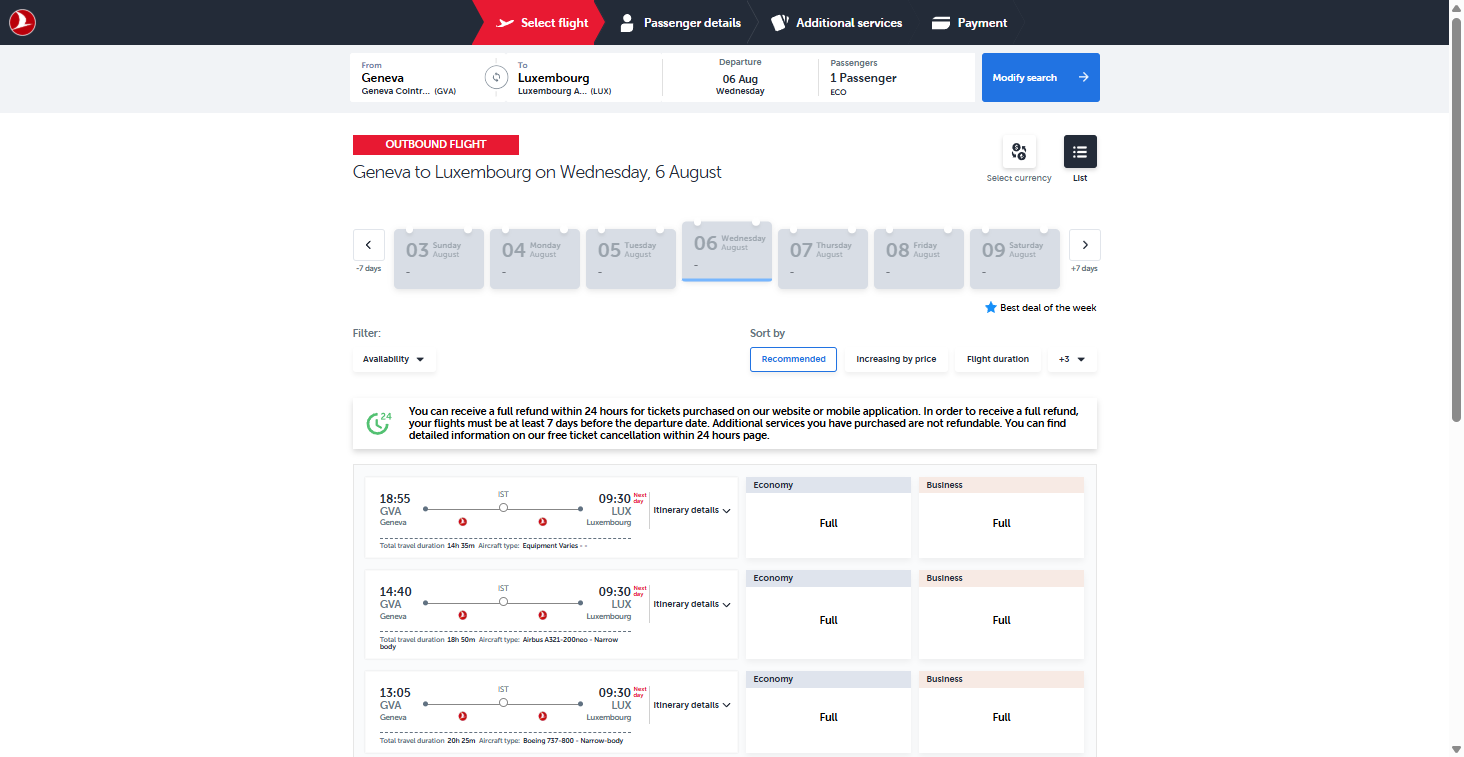 Select flight
Passenger details
Additional services
Payment
From
Geneva
Geneva Cointr... (GVA)
To
Luxembourg
Luxembourg A... (LUX)
Departure
06 Aug
Wednesday
Passengers
1 Passenger
ECO
Modify search
OUTBOUND FLIGHT
Geneva to Luxembourg on Wednesday, 6 August
Select currency
List
-7 days
03 Sunday August
-
04 Monday August
-
05 Tuesday August
-
06 Wednesday August
-
07 Thursday August
-
08 Friday August
-
09 Saturday August
-
+7 days
Best deal of the week
Filter:
Availability
Sort by
Recommended
Increasing by price
Flight duration
+3
24
You can receive a full refund within 24 hours for tickets purchased on our website or mobile application. In order to receive a full refund,
your flights must be at least 7 days before the departure date. Additional services you have purchased are not refundable. You can find
detailed information on our free ticket cancellation within 24 hours page.
18:55
GVA
Geneva
IST
09:30 Next day
LUX
Luxembourg
Itinerary details
Total travel duration 14h 35m Aircraft type: Equipment Varies - -
Economy
Full
Business
Full
14:40
GVA
Geneva
IST
09:30 Next day
LUX
Luxembourg
Itinerary details
Total travel duration 18h 50m Aircraft type: Airbus A321-200neo - Narrow
body
Economy
Full
Business
Full
13:05
GVA
Geneva
IST
09:30 Next day
LUX
Luxembourg
Itinerary details
Total travel duration 20h 25m Aircraft type: Boeing 737-800 - Narrow-body
Economy
Full
Business
Full